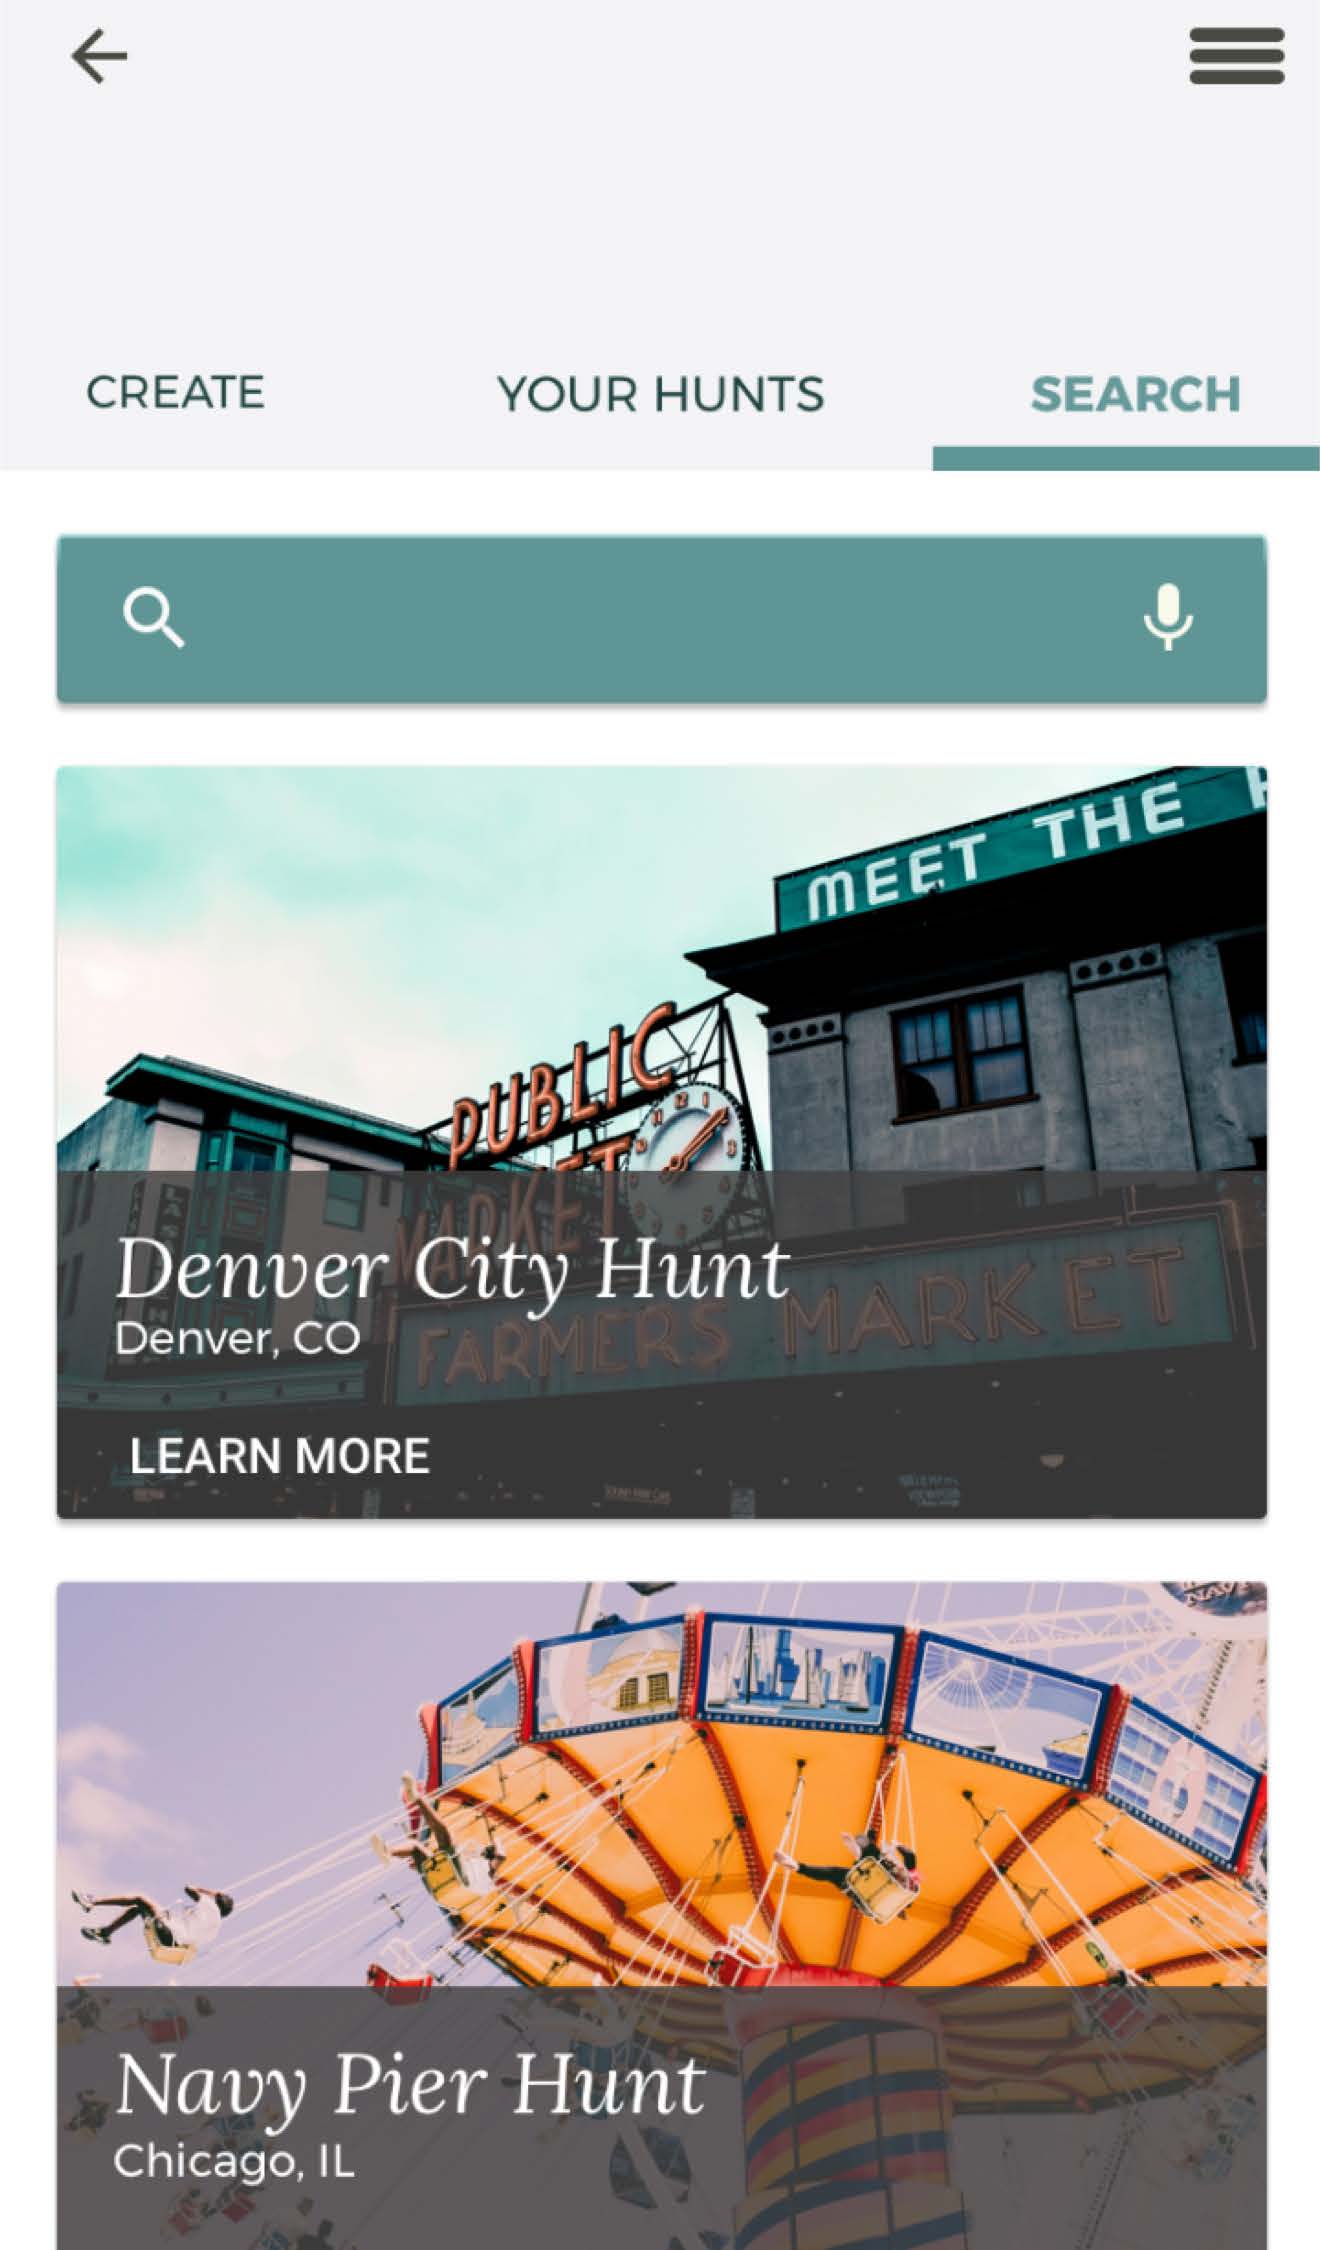 CREATE
YOUR HUNTS
SEARCH
MEET THE
PUBLIC
MARKET
FARMERS MARKET
Denver City Hunt
Denver, CO
LEARN MORE
NAVY
Navy Pier Hunt
Chicago, IL